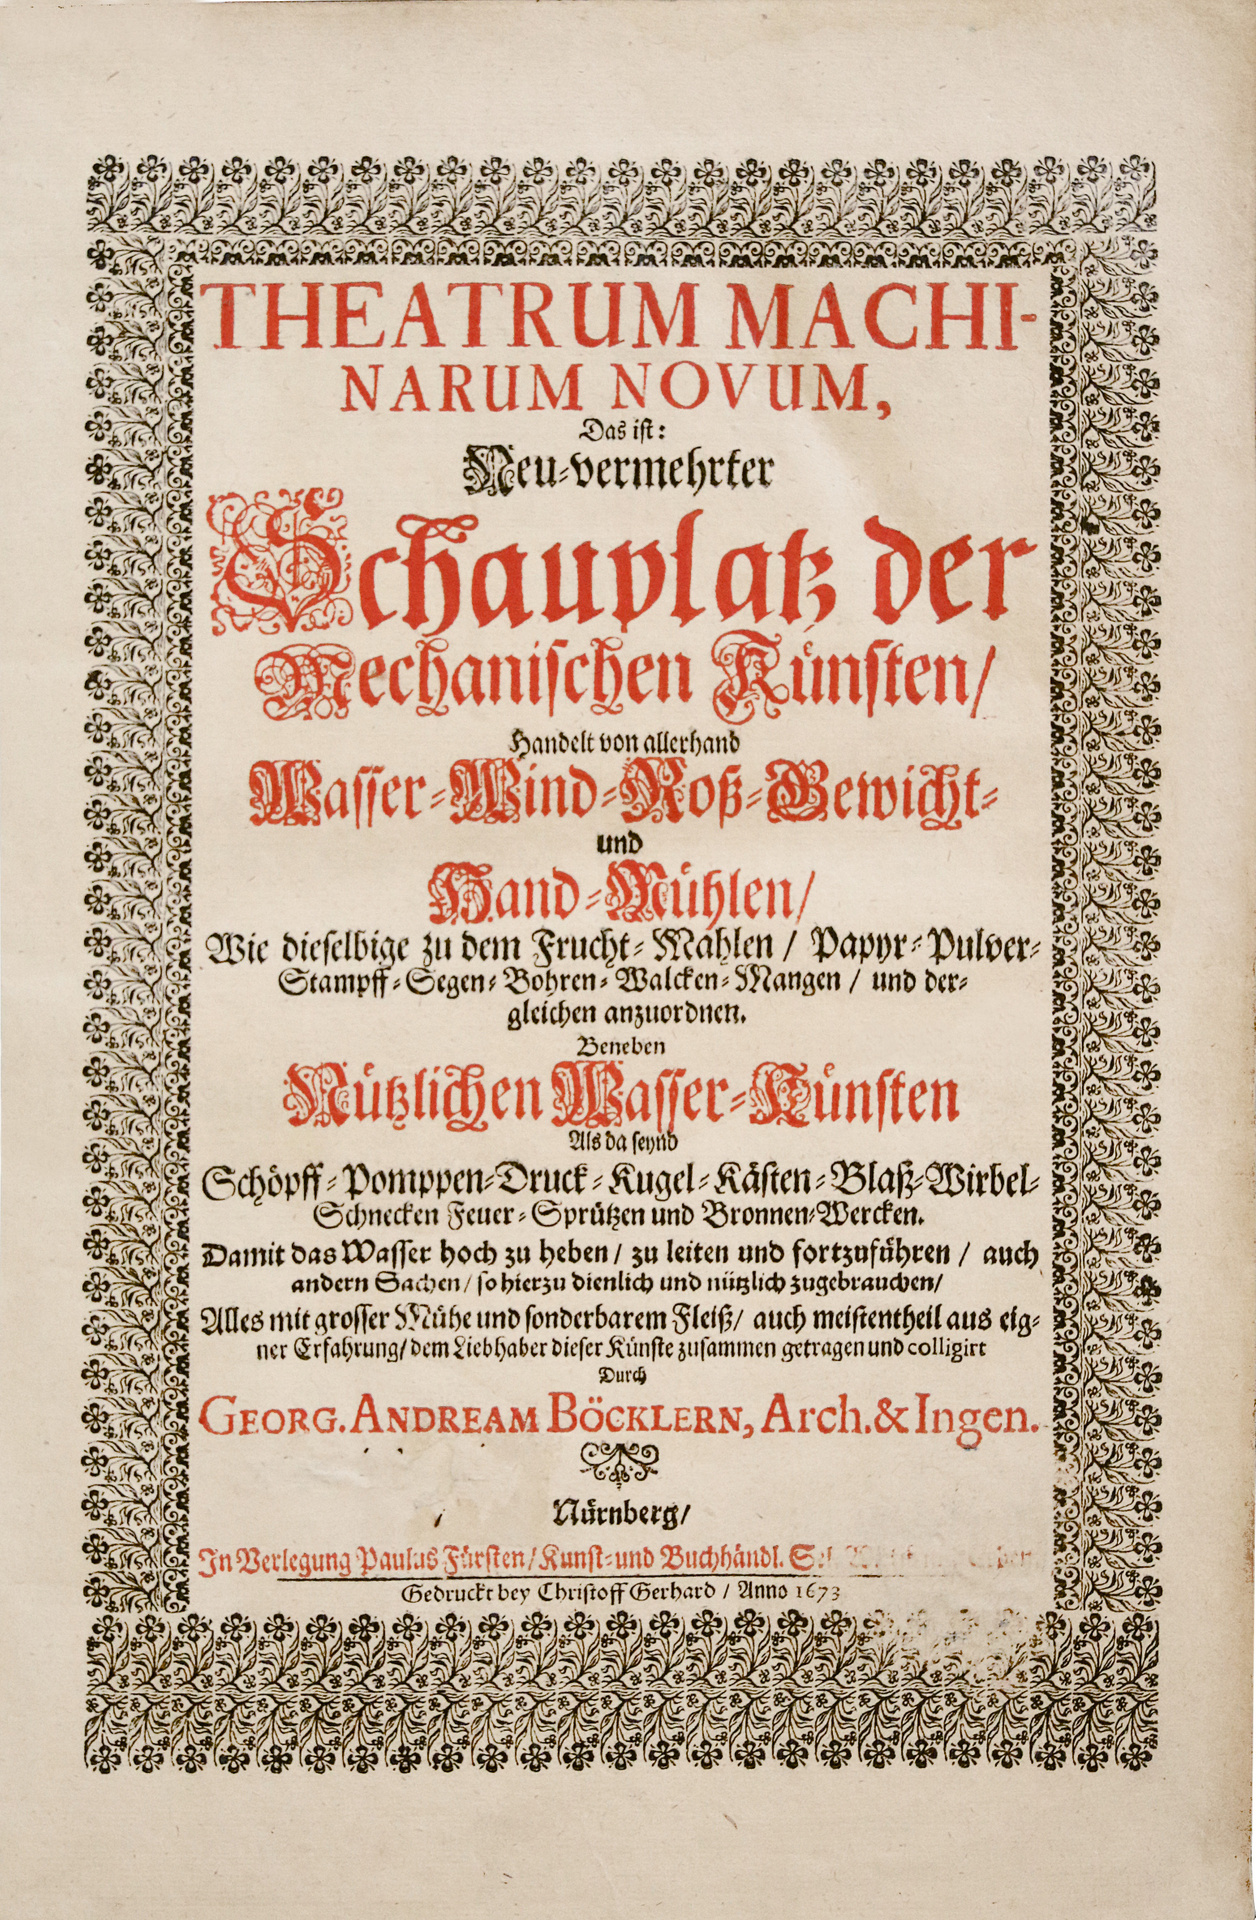 THEATRUM MACHI-
NARUM NOVUM,
Das ist:
Neu-vermehrter
Schauplatz der
Mechanischen Künsten/
Handelt von allerhand
Wasser-Wind-Roß-Gewicht-
und
Hand-Mühlen/
Wie dieselbige zu dem Frucht-Mahlen / Papyr-Pulver-
Stampff-Segen-Bohren-Walcken-Mangen / und der-
gleichen anzuordnen.
Beneben
Nützlichen Wasser-Künsten
Als da seynd
Schöpff-Pomppen-Druck-Kugel-Kästen-Blaß-Wirbel-
Schnecken Feuer-Sprützen und Bronnen-Wercken.
Damit das Wasser hoch zu heben/ zu leiten und fortzuführen / auch
andern Sachen/ so hierzu dienlich und nützlich zugebrauchen/
Alles mit grosser Mühe und sonderbarem Fleiß/ auch meistentheil aus eig-
ner Erfahrung/ dem Liebhaber dieser Künste zusammen getragen und colligirt
Durch
GEORG. ANDREAM BÖCKLERN, Arch. & Ingen.
Nürnberg/
In Verlegung Paulus Fürsten/ Kunst-und Buchhändl.
Gedruckt bey Christoff Gerhard / Anno 1673